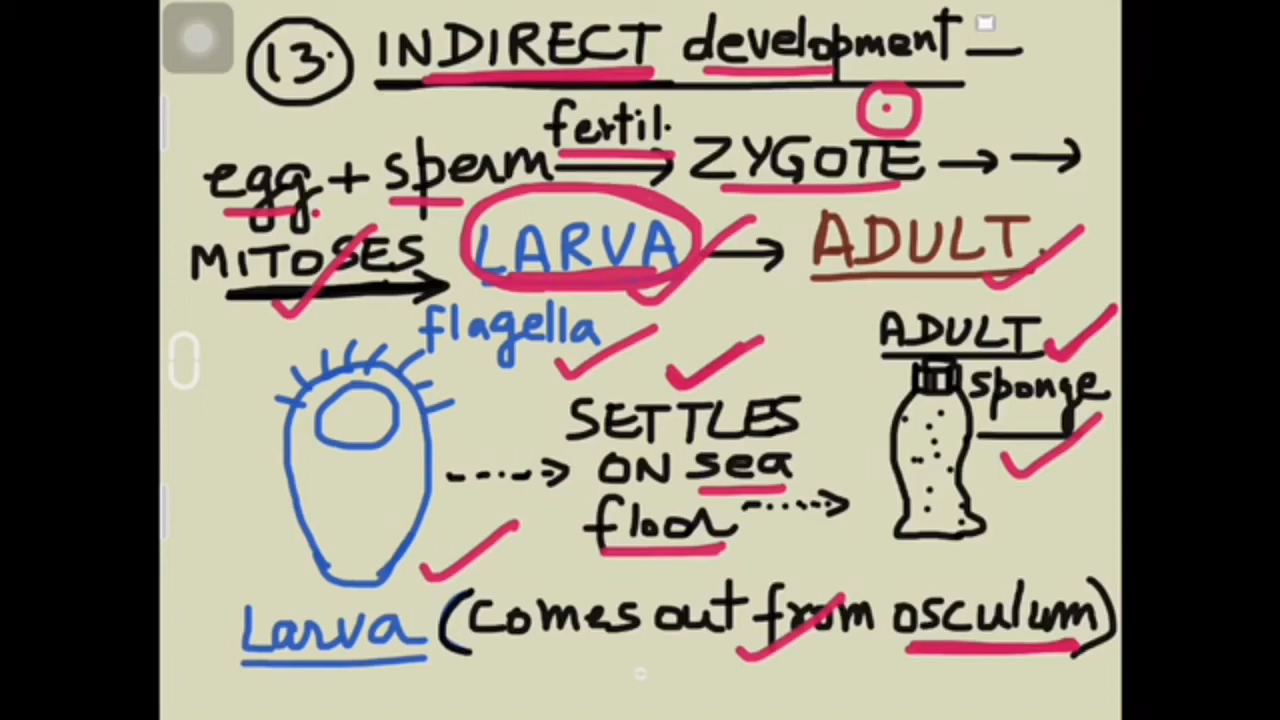 13. INDIRECT development —
fertil.
egg + sperm → ZYGOTE → →
MITOSES → LARVA → ADULT.
flagella
ADULT
sponge
SETTLES
ON sea
floor
Larva (comes out from osculum)